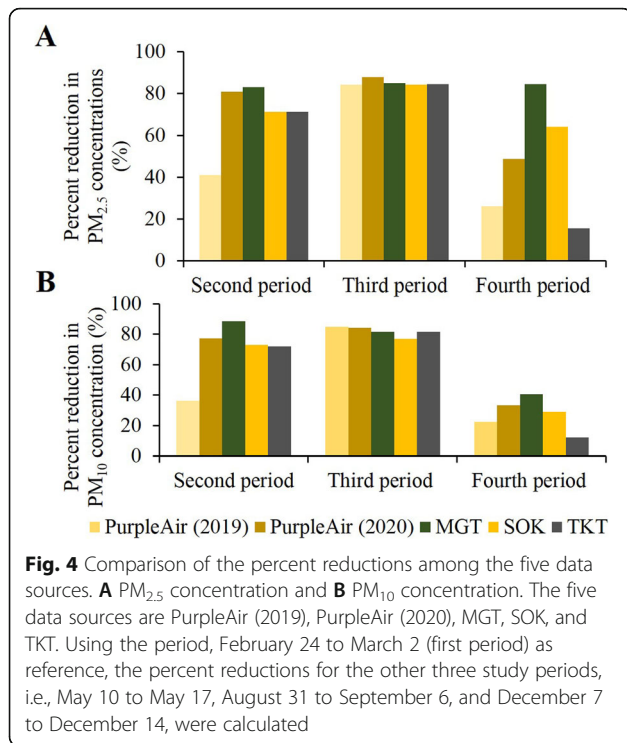 A
Percent reduction in
PM2.5 concentrations
(%)
100
80
60
40
20
0
Second period Third period Fourth period
B
Percent reduction in
PM10 concentration (%)
100
80
60
40
20
0
Second period Third period Fourth period
PurpleAir (2019) PurpleAir (2020) MGT SOK TKT
Fig. 4 Comparison of the percent reductions among the five data
sources. A PM2.5 concentration and B PM10 concentration. The five
data sources are PurpleAir (2019), PurpleAir (2020), MGT, SOK, and
TKT. Using the period, February 24 to March 2 (first period) as
reference, the percent reductions for the other three study periods,
i.e., May 10 to May 17, August 31 to September 6, and December 7
to December 14, were calculated